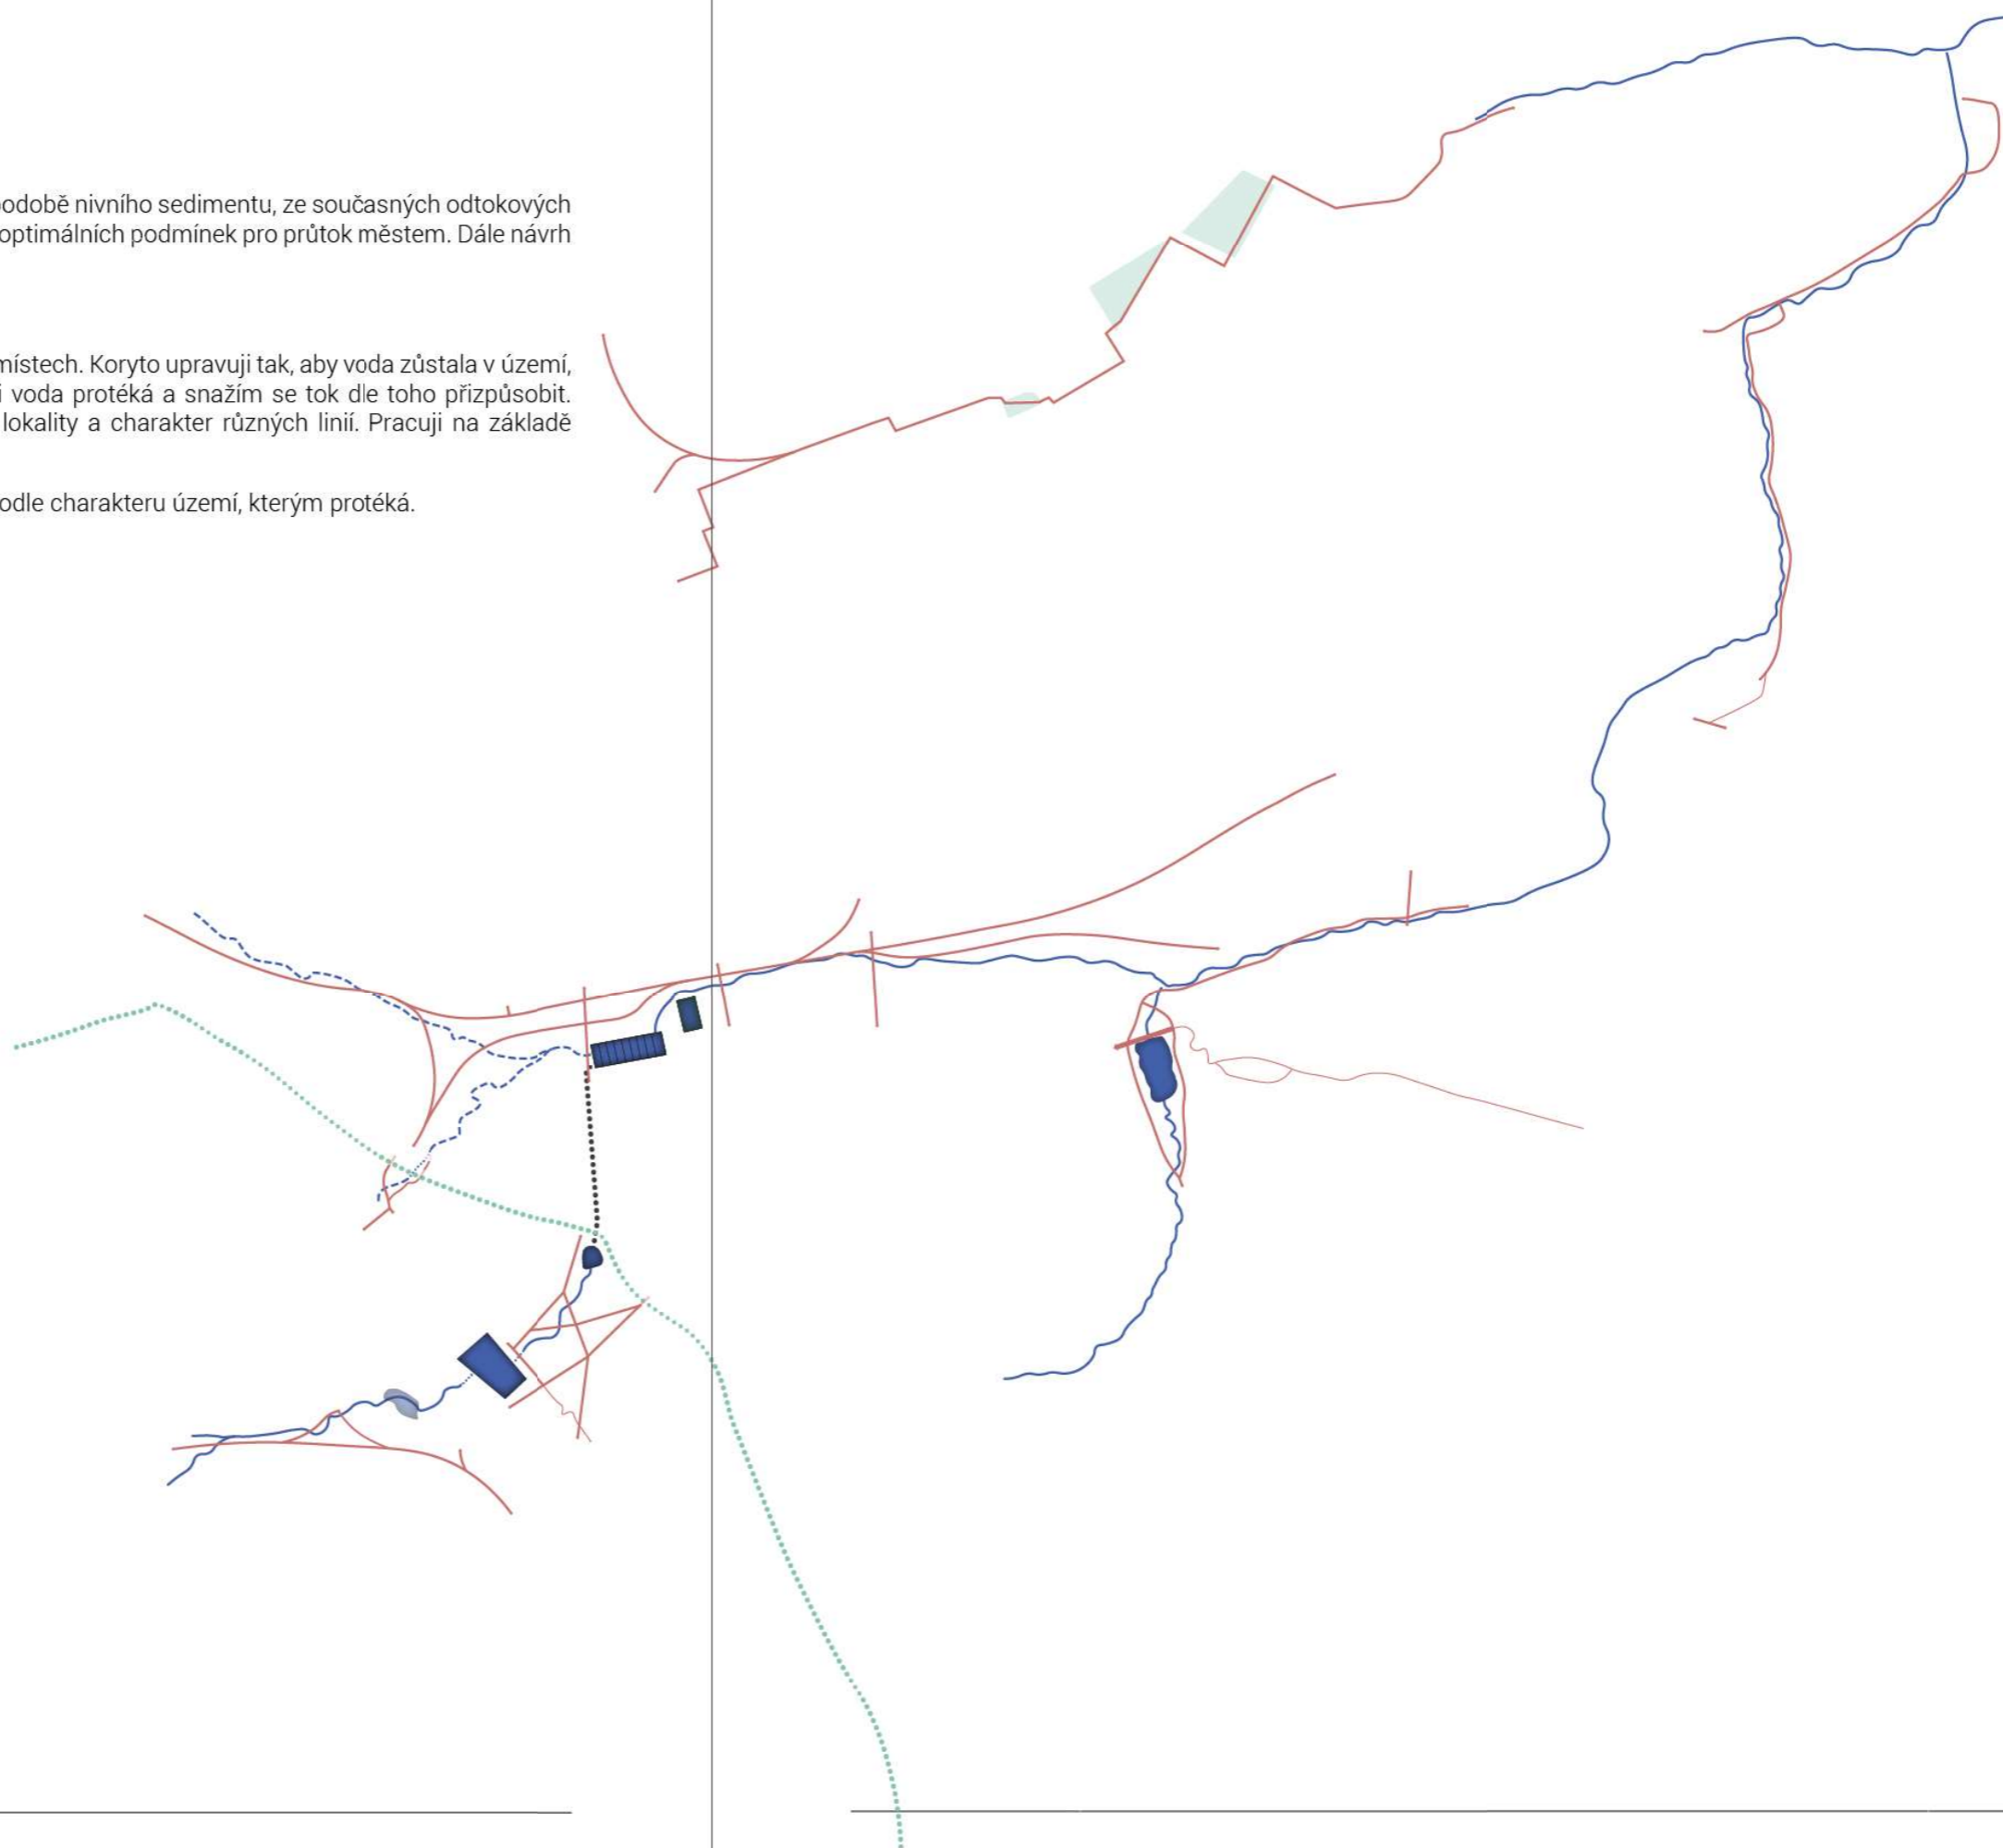 podobě nivního sedimentu, ze současných odtokových
optimálních podmínek pro průtok městem. Dále návrh
místech. Koryto upravuji tak, aby voda zůstala v území,
voda protéká a snažím se tok dle toho přizpůsobit.
lokality a charakter různých linií. Pracuji na základě
odle charakteru území, kterým protéká.